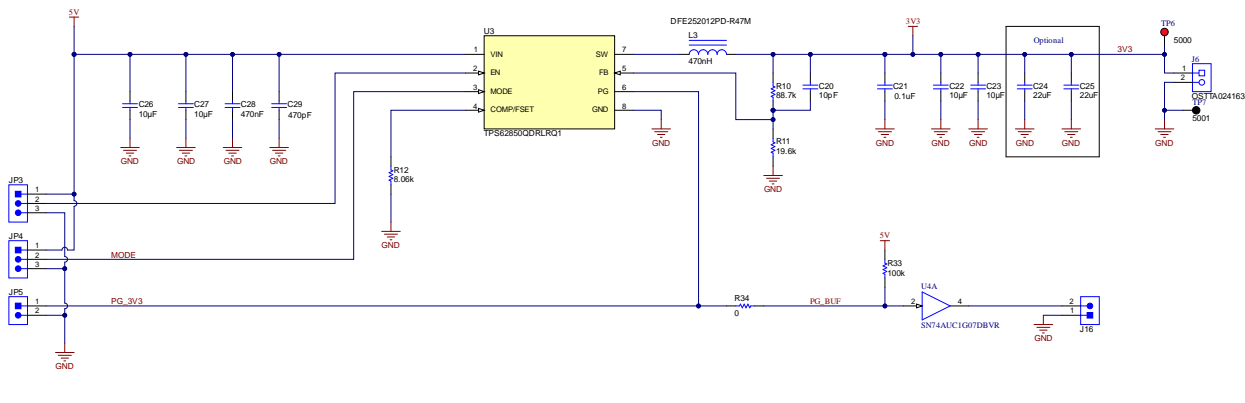 5V
U3
1 VIN
2 EN
3 MODE
4 COMP/FSET
SW 7
FB 5
PG 6
GND 8
TPS62850QDRLRQ1
DFE252012PD-R47M
L3
470nH
3V3
Optional
3V3
TP6
5000
J6
1
2
OSTTA024163
TP7
5001
GND
C26
10µF
GND
C27
10µF
GND
C28
470nF
GND
C29
470pF
GND
R12
8.06k
GND
GND
R10
88.7k
C20
10pF
R11
19.6k
GND
C21
0.1uF
GND
C22
10µF
GND
C23
10µF
GND
C24
22uF
GND
C25
22uF
GND
JP3
1
2
3
JP4
1
2
3
MODE
JP5
1
2
PG_3V3
GND
R34
0
PG_BUF
5V
R33
100k
U4A
2
4
SN74AUC1G07DBVR
GND
2
1
J16